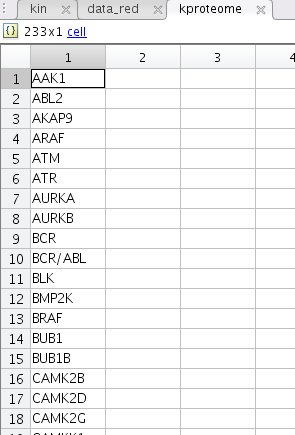 kin data_red kproteome
{} 233x1 cell
1 2 3 4
1 AAK1
2 ABL2
3 AKAP9
4 ARAF
5 ATM
6 ATR
7 AURKA
8 AURKB
9 BCR
10 BCR/ABL
11 BLK
12 BMP2K
13 BRAF
14 BUB1
15 BUB1B
16 CAMK2B
17 CAMK2D
18 CAMK2G